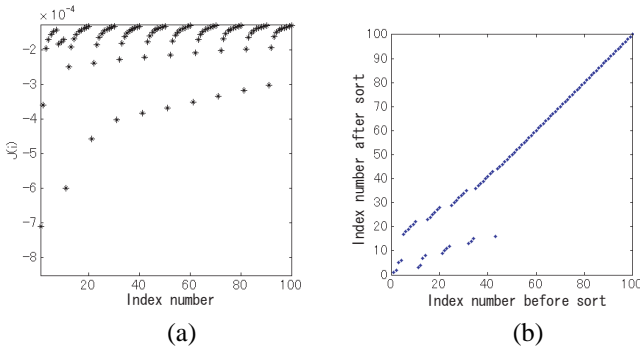 × 10⁻⁴
−2
−3
−4
−5
−6
−7
−8
20 40 60 80 100
J(i)
Index number
(a)
100
90
80
70
60
50
40
30
20
10
0
0 20 40 60 80 100
Index number after sort
Index number before sort
(b)